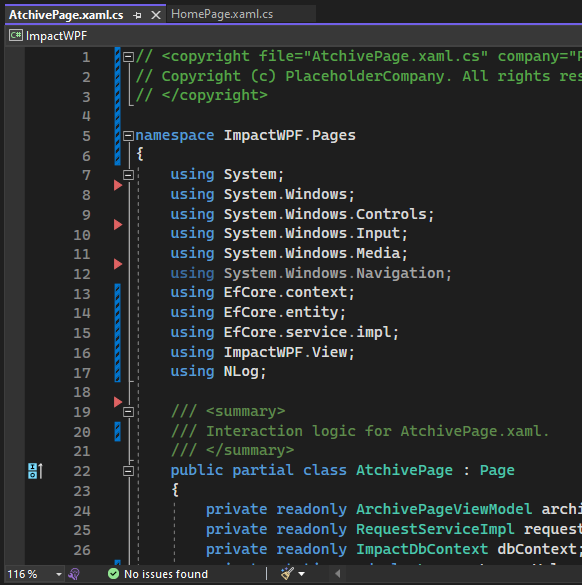 AtchivePage.xaml.cs
HomePage.xaml.cs
C# ImpactWPF
1 // <copyright file="AtchivePage.xaml.cs" company="P
2 // Copyright (c) PlaceholderCompany. All rights res
3 // </copyright>
4
5 namespace ImpactWPF.Pages
6 {
7 using System;
8 using System.Windows;
9 using System.Windows.Controls;
10 using System.Windows.Input;
11 using System.Windows.Media;
12 using System.Windows.Navigation;
13 using EfCore.context;
14 using EfCore.entity;
15 using EfCore.service.impl;
16 using ImpactWPF.View;
17 using NLog;
18
19 /// <summary>
20 /// Interaction logic for AtchivePage.xaml.
21 /// </summary>
22 public partial class AtchivePage : Page
23 {
24 private readonly ArchivePageViewModel archi
25 private readonly RequestServiceImpl request
26 private readonly ImpactDbContext dbContext;
116 %
No issues found